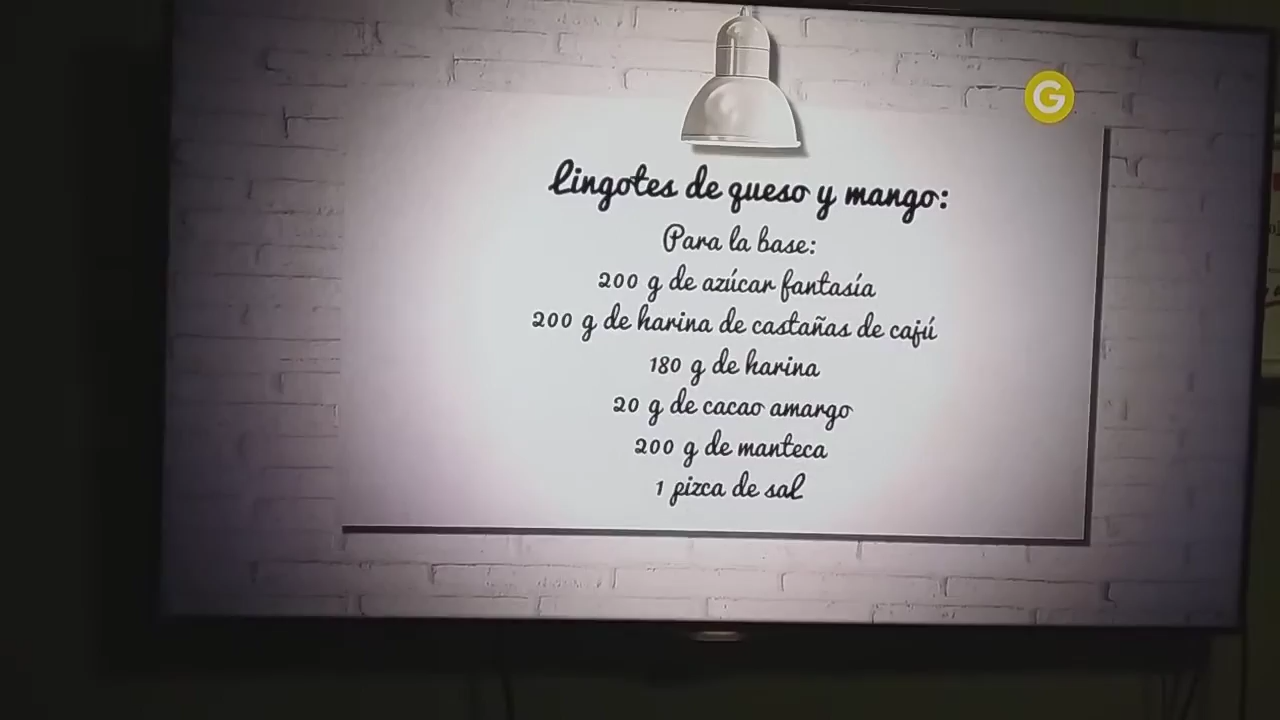 G
Lingotes de queso y mango:
Para la base:
200 g de azúcar fantasía
200 g de harina de castañas de cajú
180 g de harina
20 g de cacao amargo
200 g de manteca
1 pizca de sal